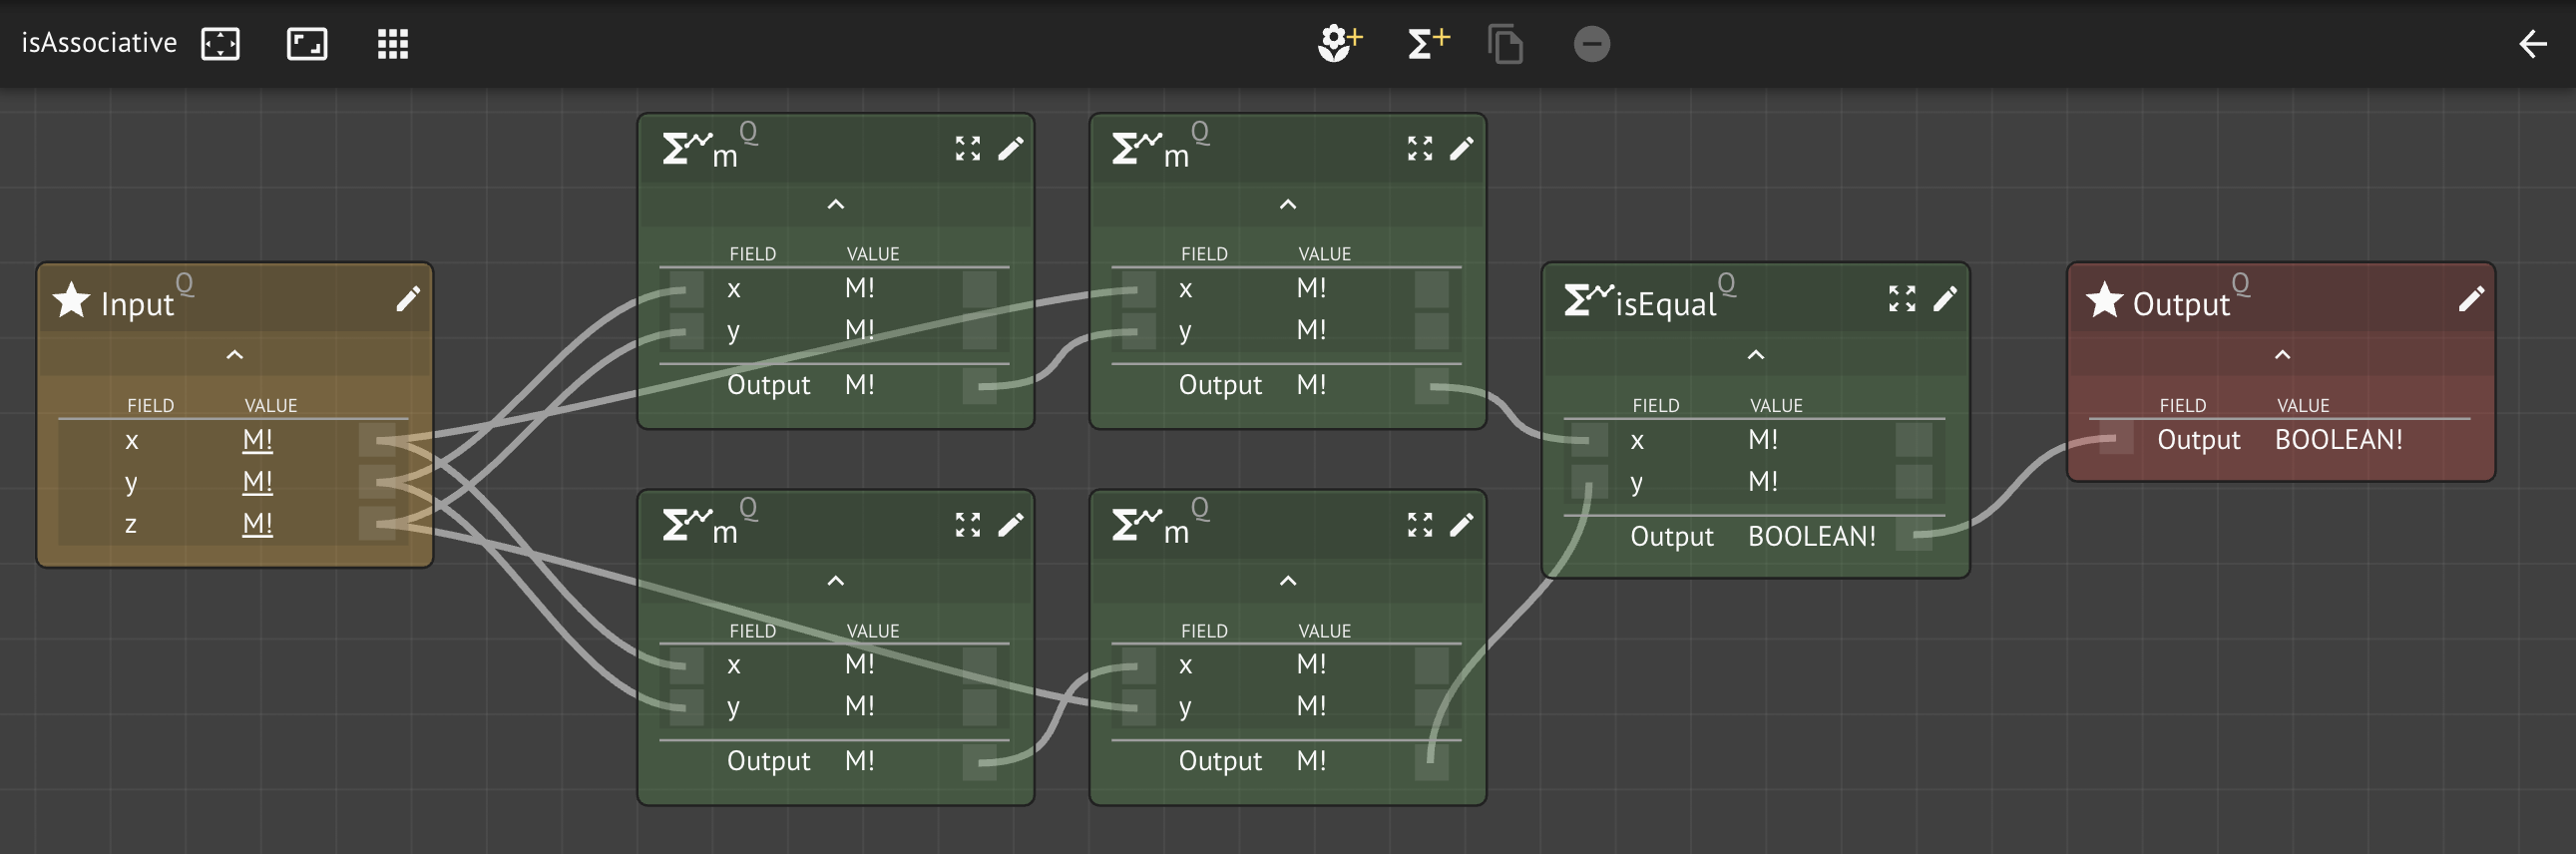 isAssociative
Input Q
FIELD VALUE
x M!
y M!
z M!
m Q
FIELD VALUE
x M!
y M!
Output M!
m Q
FIELD VALUE
x M!
y M!
Output M!
m Q
FIELD VALUE
x M!
y M!
Output M!
m Q
FIELD VALUE
x M!
y M!
Output M!
isEqual Q
FIELD VALUE
x M!
y M!
Output BOOLEAN!
Output Q
FIELD VALUE
Output BOOLEAN!